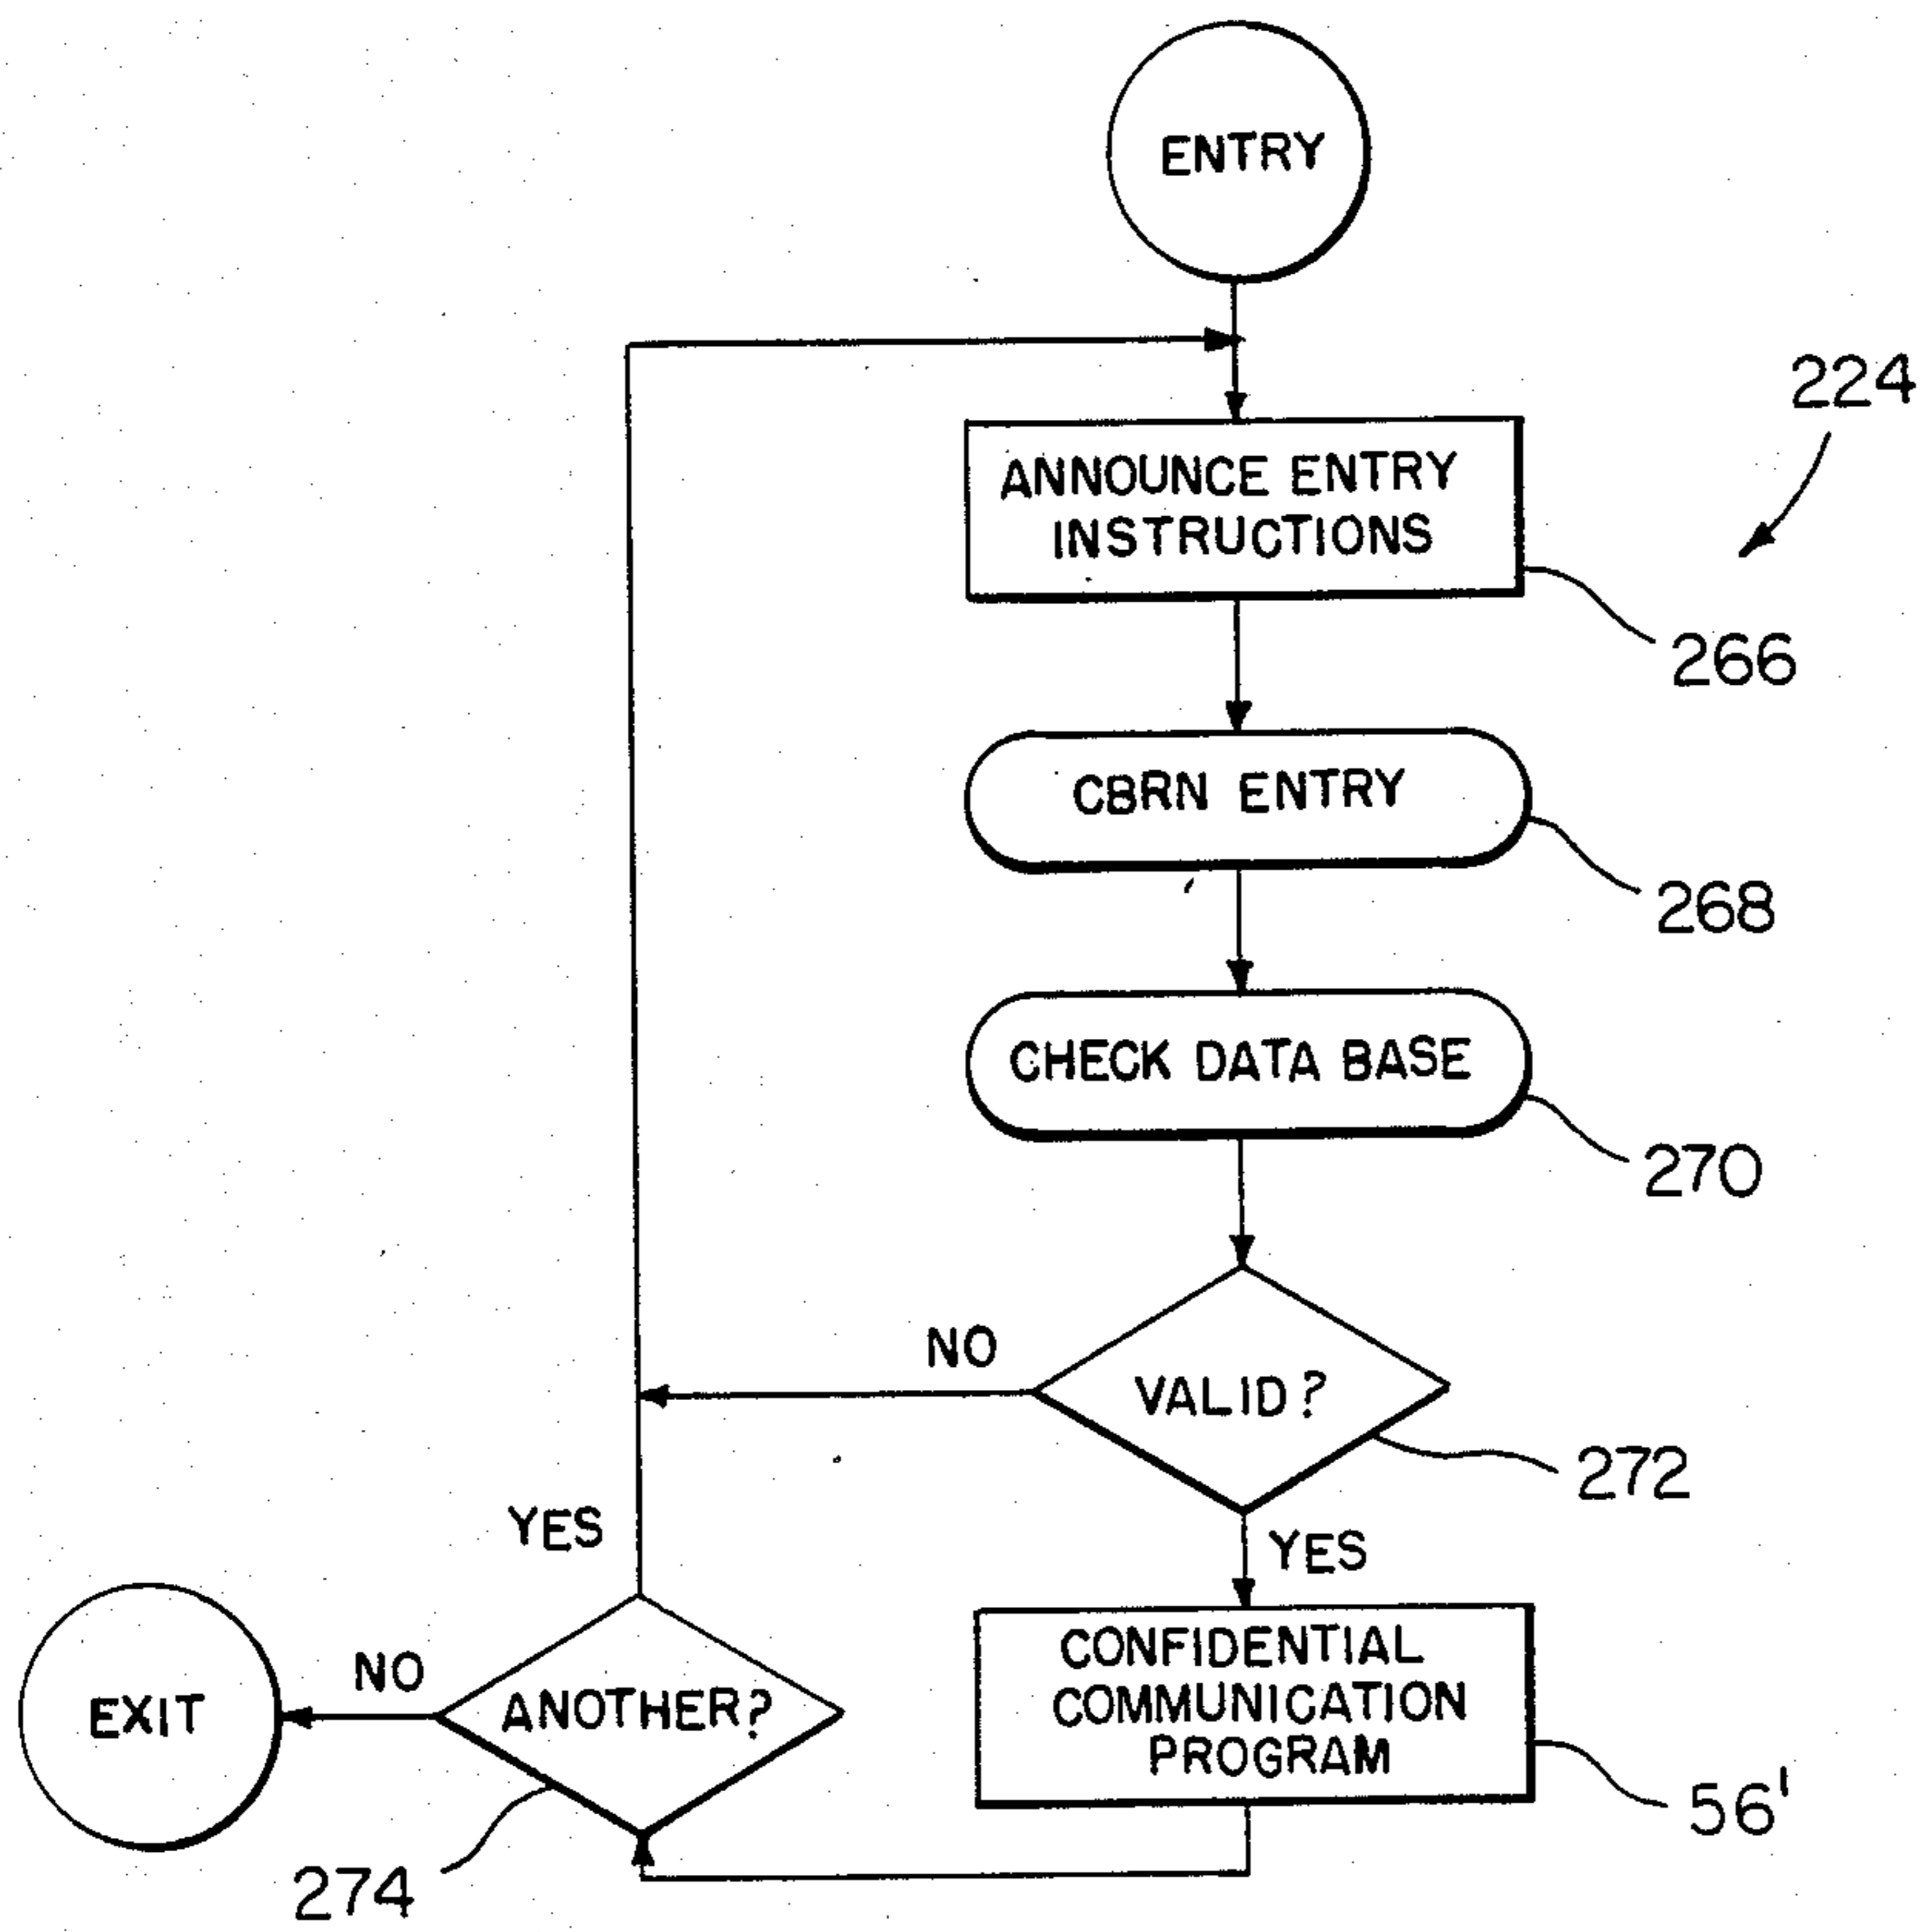 ENTRY
224
ANNOUNCE ENTRY
INSTRUCTIONS
266
CBRN ENTRY
268
CHECK DATA BASE
270
NO
VALID?
272
YES
YES
CONFIDENTIAL
COMMUNICATION
PROGRAM
56'
NO
ANOTHER?
EXIT
274